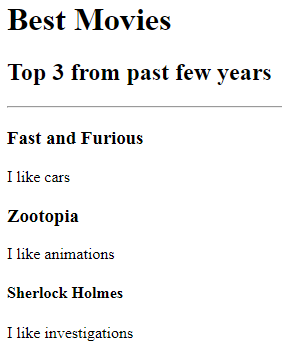 Best Movies
Top 3 from past few years
Fast and Furious
I like cars
Zootopia
I like animations
Sherlock Holmes
I like investigations